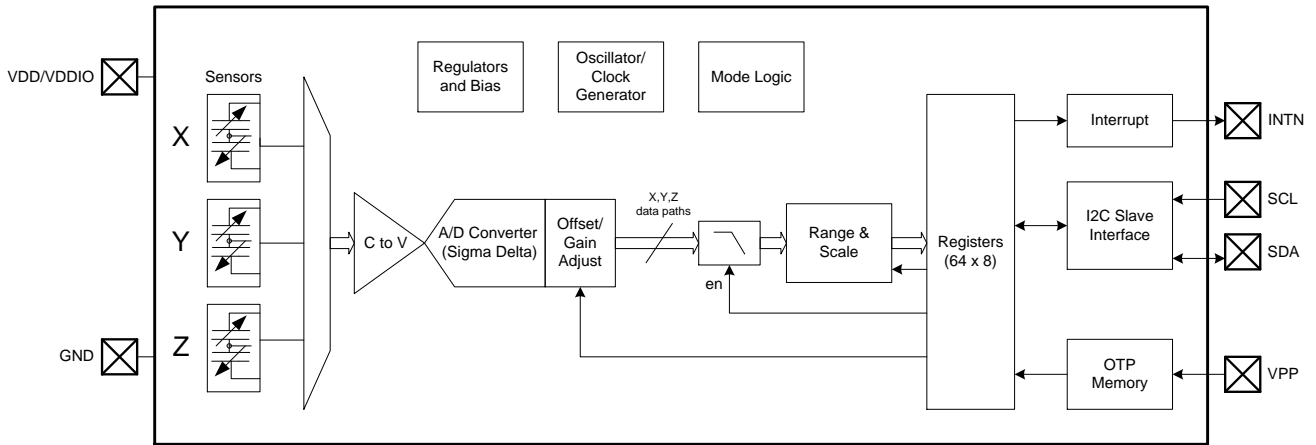 VDD/VDDIO
GND
Sensors
X
Y
Z
Regulators
and Bias
Oscillator/
Clock
Generator
Mode Logic
C to V
A/D Converter
(Sigma Delta)
Offset/
Gain
Adjust
X,Y,Z
data paths
en
Range &
Scale
Registers
(64 x 8)
Interrupt
I2C Slave
Interface
OTP
Memory
INTN
SCL
SDA
VPP